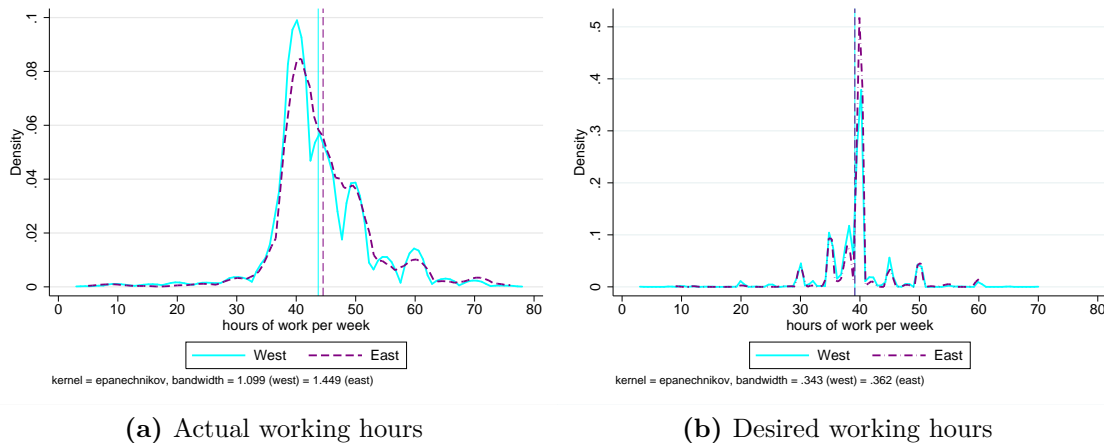 Density
0
.02
.04
.06
.08
.1
0 10 20 30 40 50 60 70 80
hours of work per week
West East
kernel = epanechnikov, bandwidth = 1.099 (west) = 1.449 (east)
(a) Actual working hours
Density
0
.1
.2
.3
.4
.5
0 10 20 30 40 50 60 70 80
hours of work per week
West East
kernel = epanechnikov, bandwidth = .343 (west) = .362 (east)
(b) Desired working hours